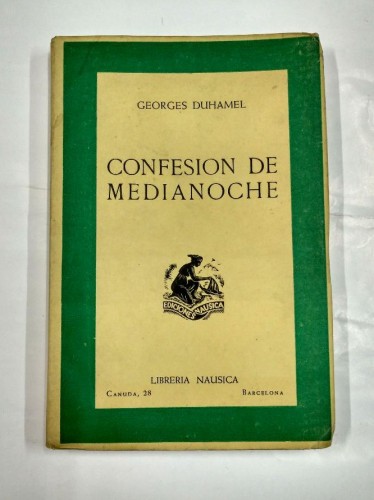 GEORGES DUHAMEL
CONFESION DE
MEDIANOCHE
EDICIONES NAUSICA
LIBRERIA NAUSICA
CANUDA, 28 BARCELONA